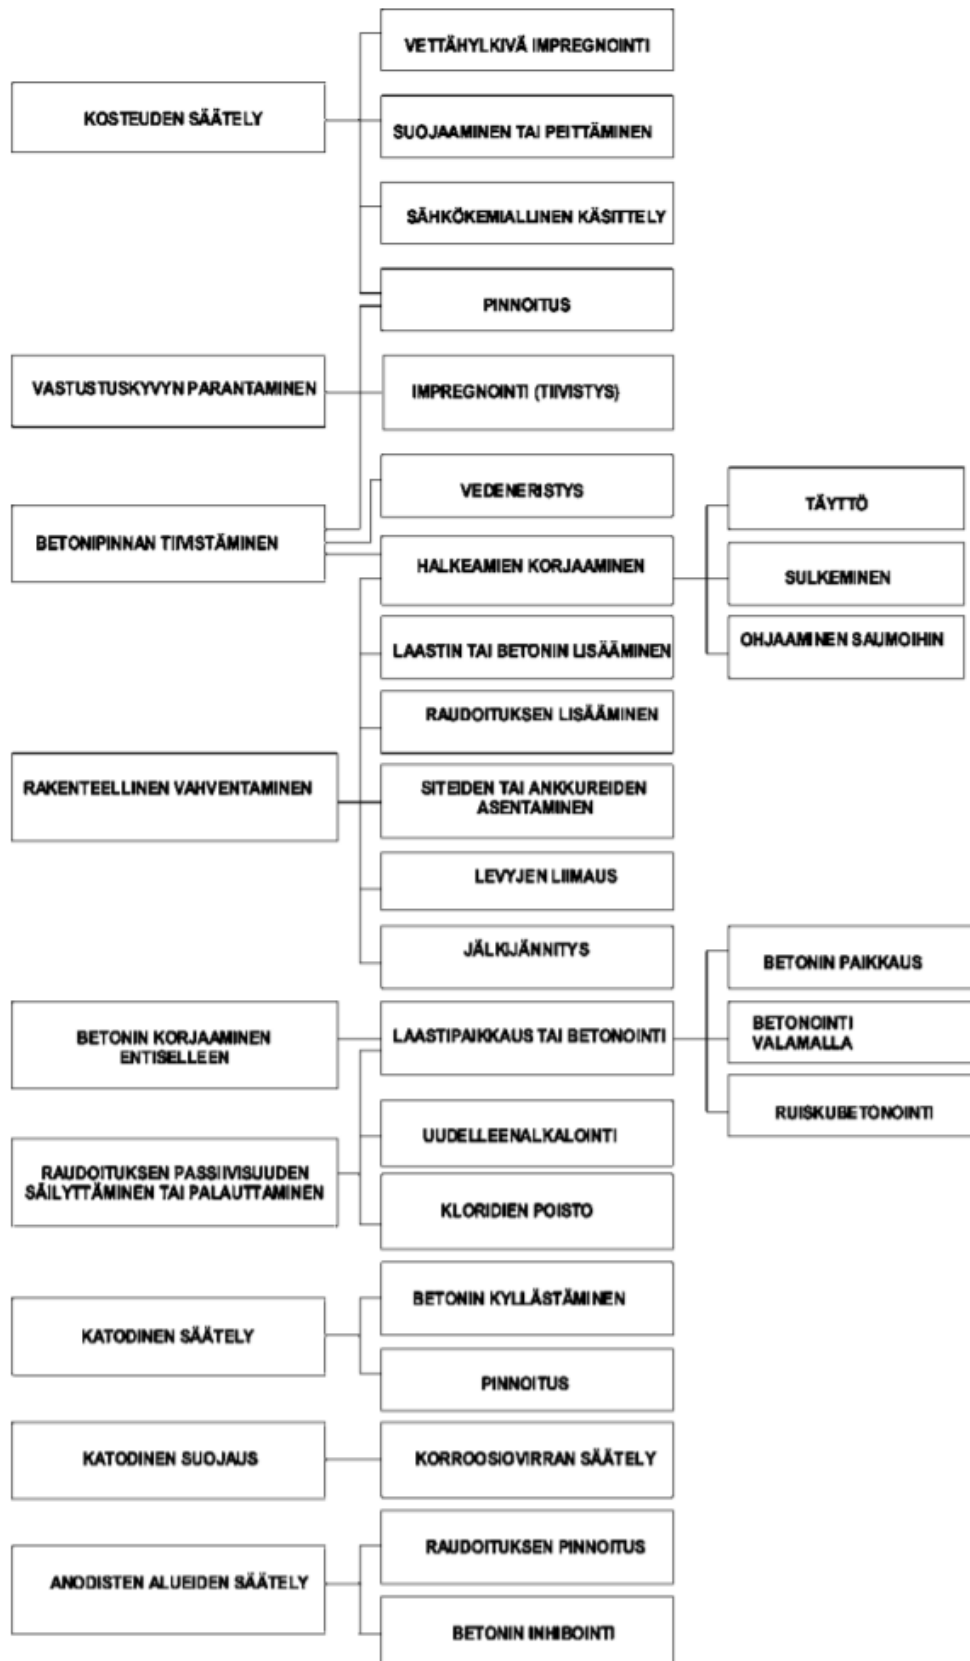 VETTÄHYLKIVÄ IMPREGNOINTI
KOSTEUDEN SÄÄTELY
SUOJAAMINEN TAI PEITTÄMINEN
SÄHKÖKEMIALLINEN KÄSITTELY
PINNOITUS
VASTUSTUSKYVYN PARANTAMINEN
IMPREGNOINTI (TIIVISTYS)
VEDENERISTYS
BETONIPINNAN TIIVISTÄMINEN
HALKEAMIEN KORJAAMINEN
TÄYTTÖ
SULKEMINEN
OHJAAMINEN SAUMOIHIN
LAASTIN TAI BETONIN LISÄÄMINEN
RAUDOITUKSEN LISÄÄMINEN
RAKENTEELLINEN VAHVENTAMINEN
SITEIDEN TAI ANKKUREIDEN
ASENTAMINEN
LEVYJEN LIIMAUS
JÄLKIJÄNNITYS
BETONIN KORJAAMINEN
ENTISELLEEN
LAASTIPAIKKAUS TAI BETONOINTI
BETONIN PAIKKAUS
BETONOINTI
VALAMALLA
RUISKUBETONOINTI
RAUDOITUKSEN PASSIIVISUUDEN
SÄILYTTÄMINEN TAI PALAUTTAMINEN
UUDELLEENALKALOINTI
KLORIDIEN POISTO
KATODINEN SÄÄTELY
BETONIN KYLLÄSTÄMINEN
PINNOITUS
KATODINEN SUOJAUS
KORROOSIOVIRRAN SÄÄTELY
ANODISTEN ALUEIDEN SÄÄTELY
RAUDOITUKSEN PINNOITUS
BETONIN INHIBOINTI